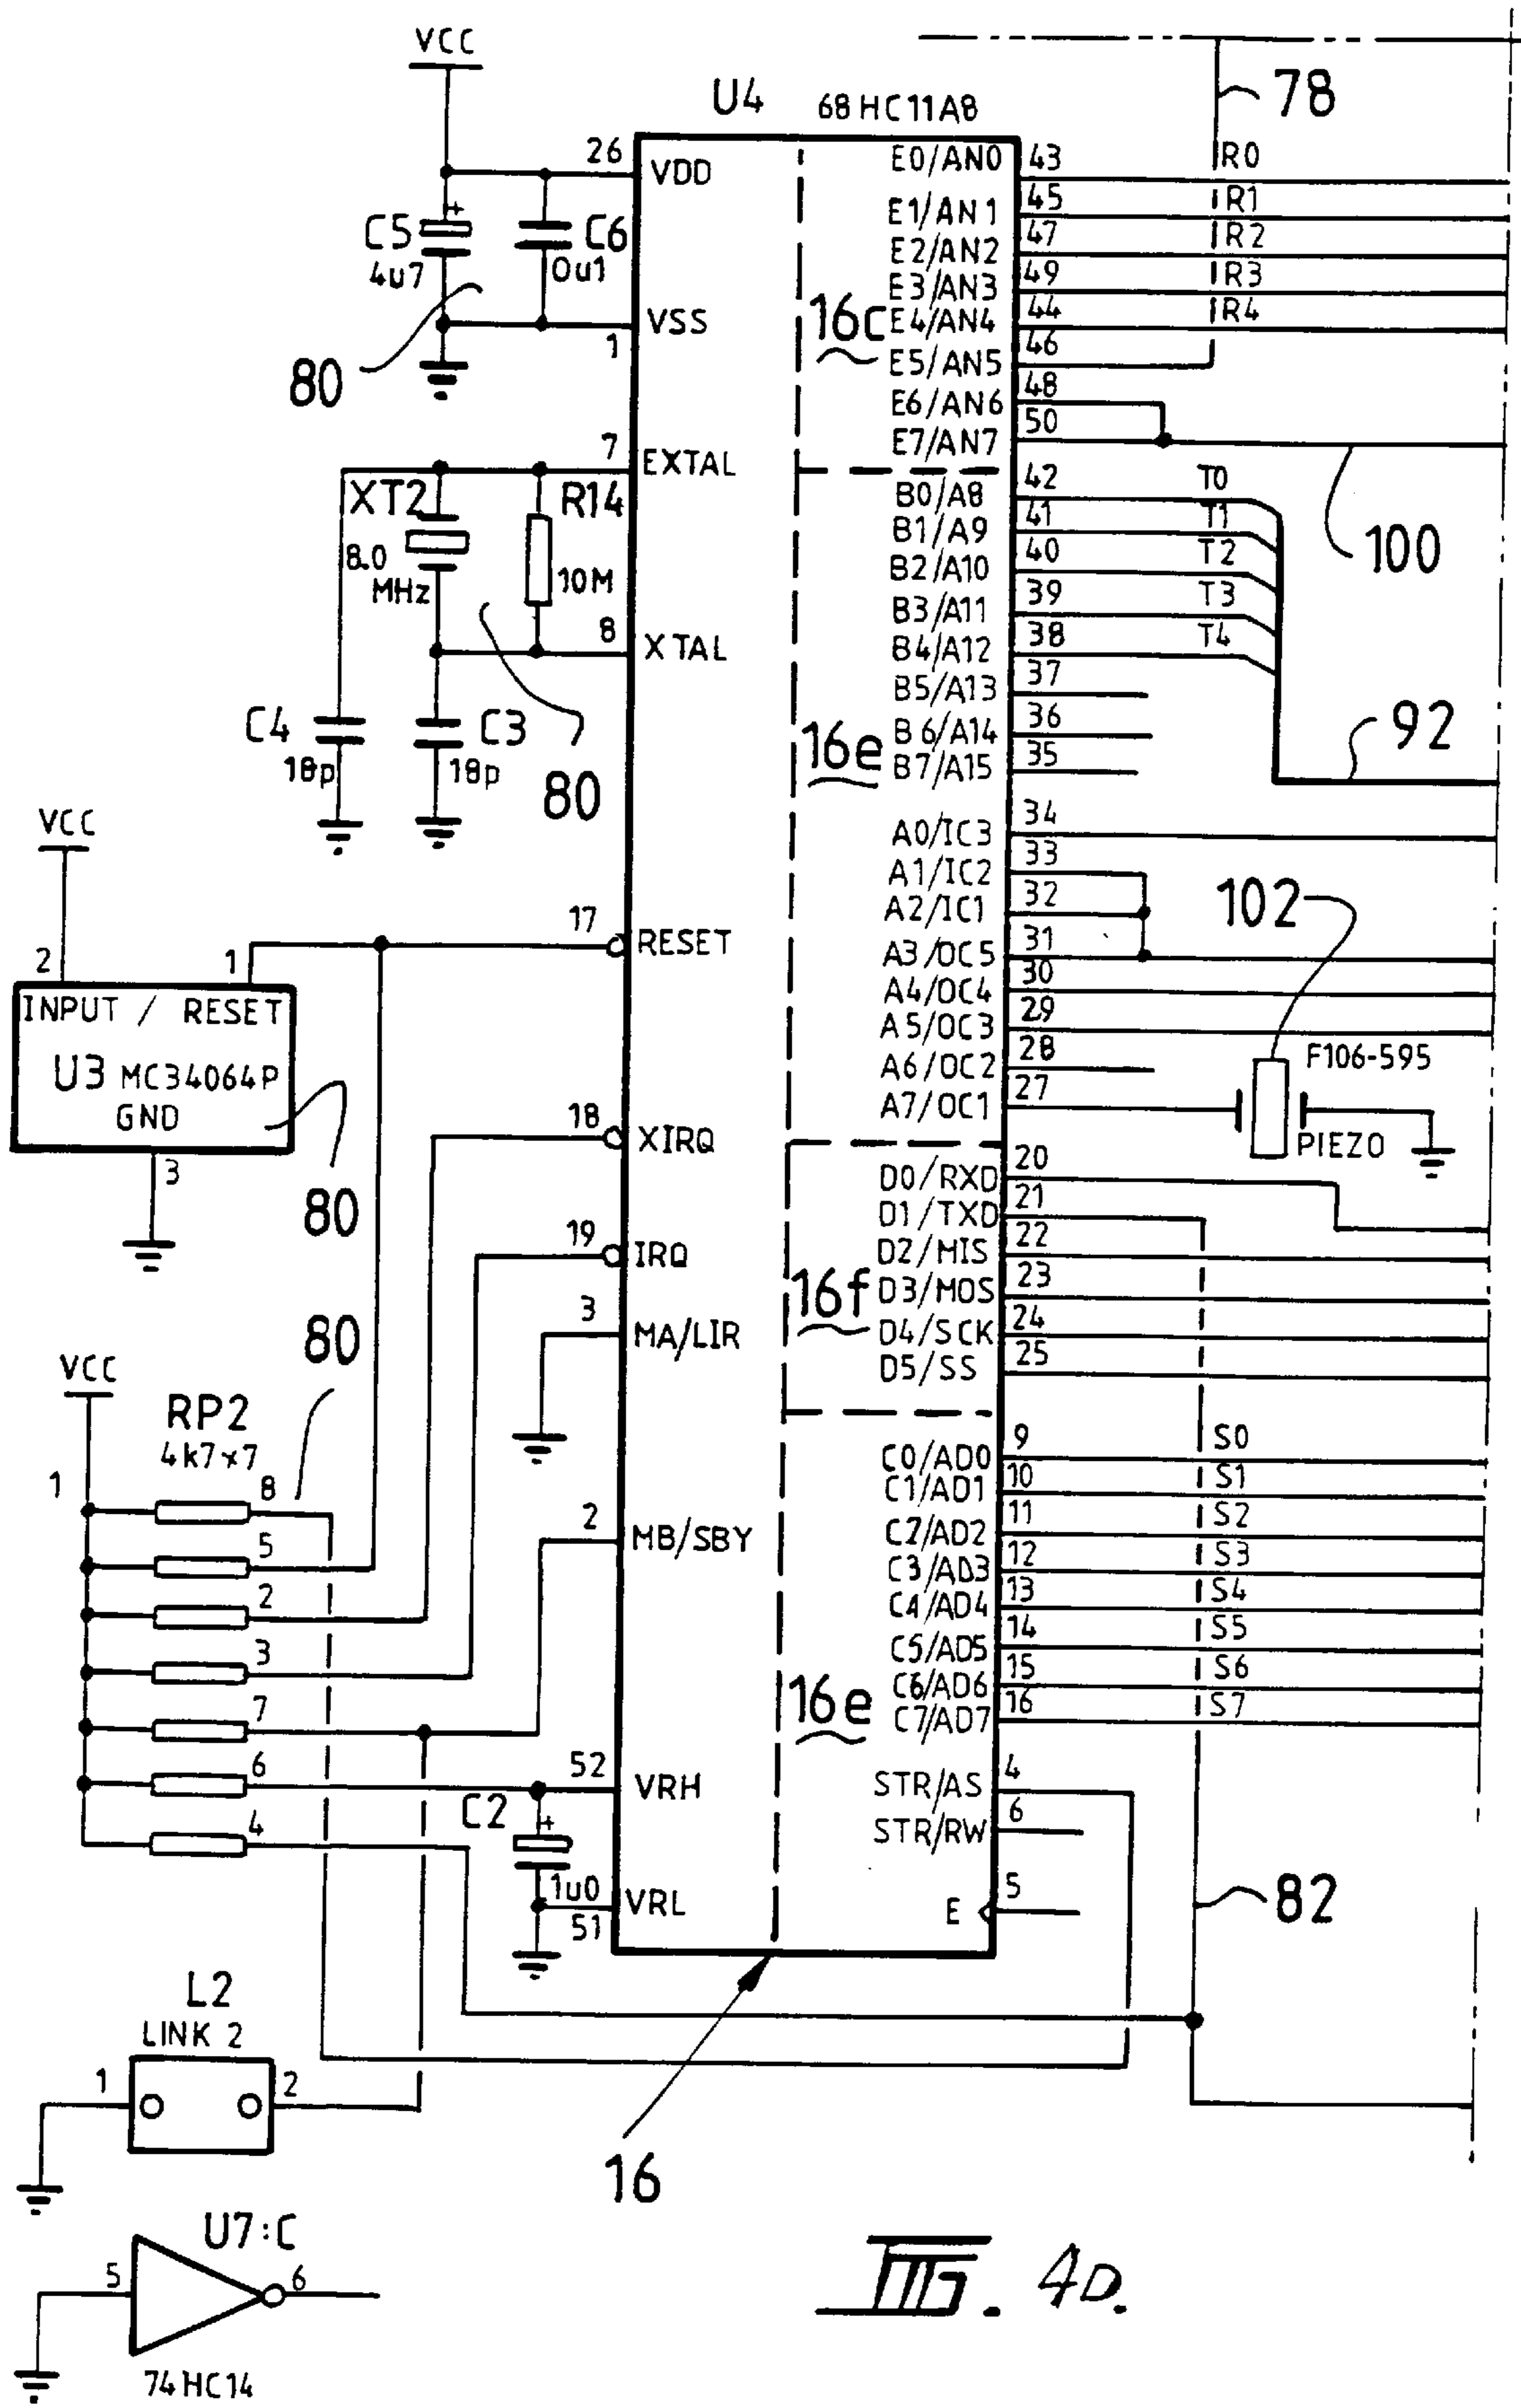 VCC
U4 68HC11A8
78
26 VDD
E0/AN0 43 R0
E1/AN1 45 R1
C5 4u7
C6 0u1
E2/AN2 47 R2
E3/AN3 49 R3
16c
E4/AN4 44 R4
VSS 1
80
E5/AN5 46
E6/AN6 48
E7/AN7 50
7 EXTAL
100
XT2 8.0 MHz
R14 10M
B0/A8 42 T0
B1/A9 41 T1
B2/A10 40 T2
B3/A11 39 T3
8 XTAL
B4/A12 38 T4
B5/A13 37
C4 18p
C3 18p
80
16e
B6/A14 36
B7/A15 35
92
VCC
A0/IC3 34
A1/IC2 33
A2/IC1 32
102
17 RESET
A3/OC5 31
2 1
INPUT / RESET
U3 MC34064P
GND
3
80
A4/OC4 30
A5/OC3 29
A6/OC2 28
A7/OC1 27
F106-595
PIEZO
18 XIRQ
D0/RXD 20
D1/TXD 21
19 IRQ
D2/MIS 22
16f
D3/MOS 23
3 MA/LIR
D4/SCK 24
D5/SS 25
80
VCC
RP2
4k7x7
1
8
5
2
3
7
6
4
C0/AD0 9 S0
C1/AD1 10 S1
2 MB/SBY
C2/AD2 11 S2
C3/AD3 12 S3
C4/AD4 13 S4
C5/AD5 14 S5
C6/AD6 15 S6
16e
C7/AD7 16 S7
52 VRH
STR/AS 4
C2 1u0
STR/RW 6
51 VRL
E 5
82
L2
LINK 2
1 2
16
U7:C
5 6
74HC14
FIG. 4D.